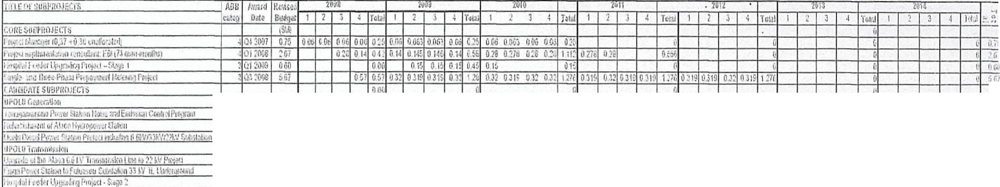 TITLE OF SUBPROJECTS ADB Award Revised 2008 2009 2010 2011 2012 2013 2014
categ Date Budget 1 2 3 4 Total 1 2 3 4 Total 1 2 3 4 Total 1 2 3 4 Total 1 2 3 4 Total 1 2 3 4 Total 1 2 3 4 Total
CORE SUBPROJECTS ($M) 0
Project Manager (0.37 + 0.38 unallocated) 4 Q4 2007 0.75 0.06 0.06 0.06 0.06 0.25 0.06 0.063 0.063 0.06 0.25 0.06 0.063 0.06 0.06 0.25 0 0 0 0
Project implementation consultant: EBI (73 man-months) 4 Q1 2008 2.67 0.28 0.14 0.42 0.14 0.145 0.145 0.14 0.56 0.28 0.278 0.28 0.28 1.112 0.278 0.28 0.556 0 0 0
Hospital Feeder Upgrading Project – Stage 1 3 Q1 2009 0.60 0.00 0.15 0.15 0.15 0.45 0.15 0.15 0 0 0 0
Single- and Three-Phase Prepayment Metering Project 3 Q3 2008 5.67 0.57 0.57 0.32 0.319 0.319 0.32 1.28 0.32 0.319 0.32 0.32 1.276 0.319 0.32 0.319 0.319 1.276 0.319 0.319 0.32 0.319 1.276 0 0 5.67
CANDIDATE SUBPROJECTS 0.00 0 0 0 0
UPOLU Generation
Tanugamanono Power Station Noise and Emission Control Program
Refurbishment of Alaoa Hydropower Station
Diesel Power Station Project including 6.6kV/33kV/22kV Substation
UPOLU Transmission
Upgrade of the Alaoa 6.6 kV Transmission Line to 22 kV Project
Fiaga Power Station to Fuluasou Substation 33 kV TL Underground
Hospital Feeder Upgrading Project - Stage 2